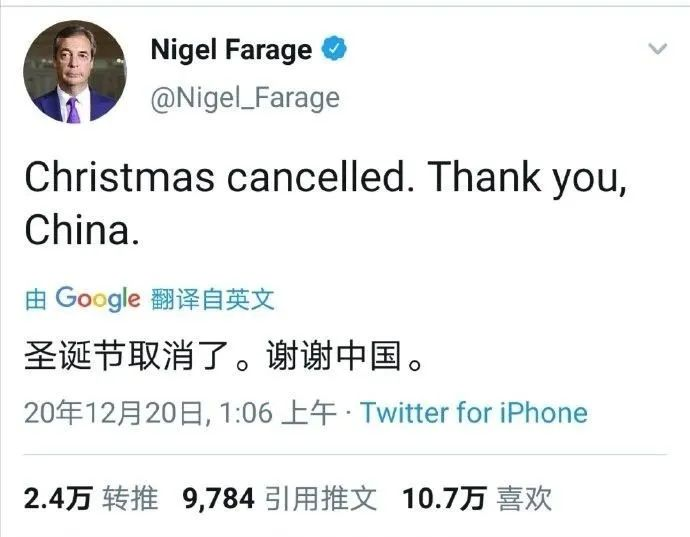 Nigel Farage
@Nigel_Farage
Christmas cancelled. Thank you,
China.
由 Google 翻译自英文
圣诞节取消了。谢谢中国。
20年12月20日, 1:06 上午 · Twitter for iPhone
2.4万 转推 9,784 引用推文 10.7万 喜欢